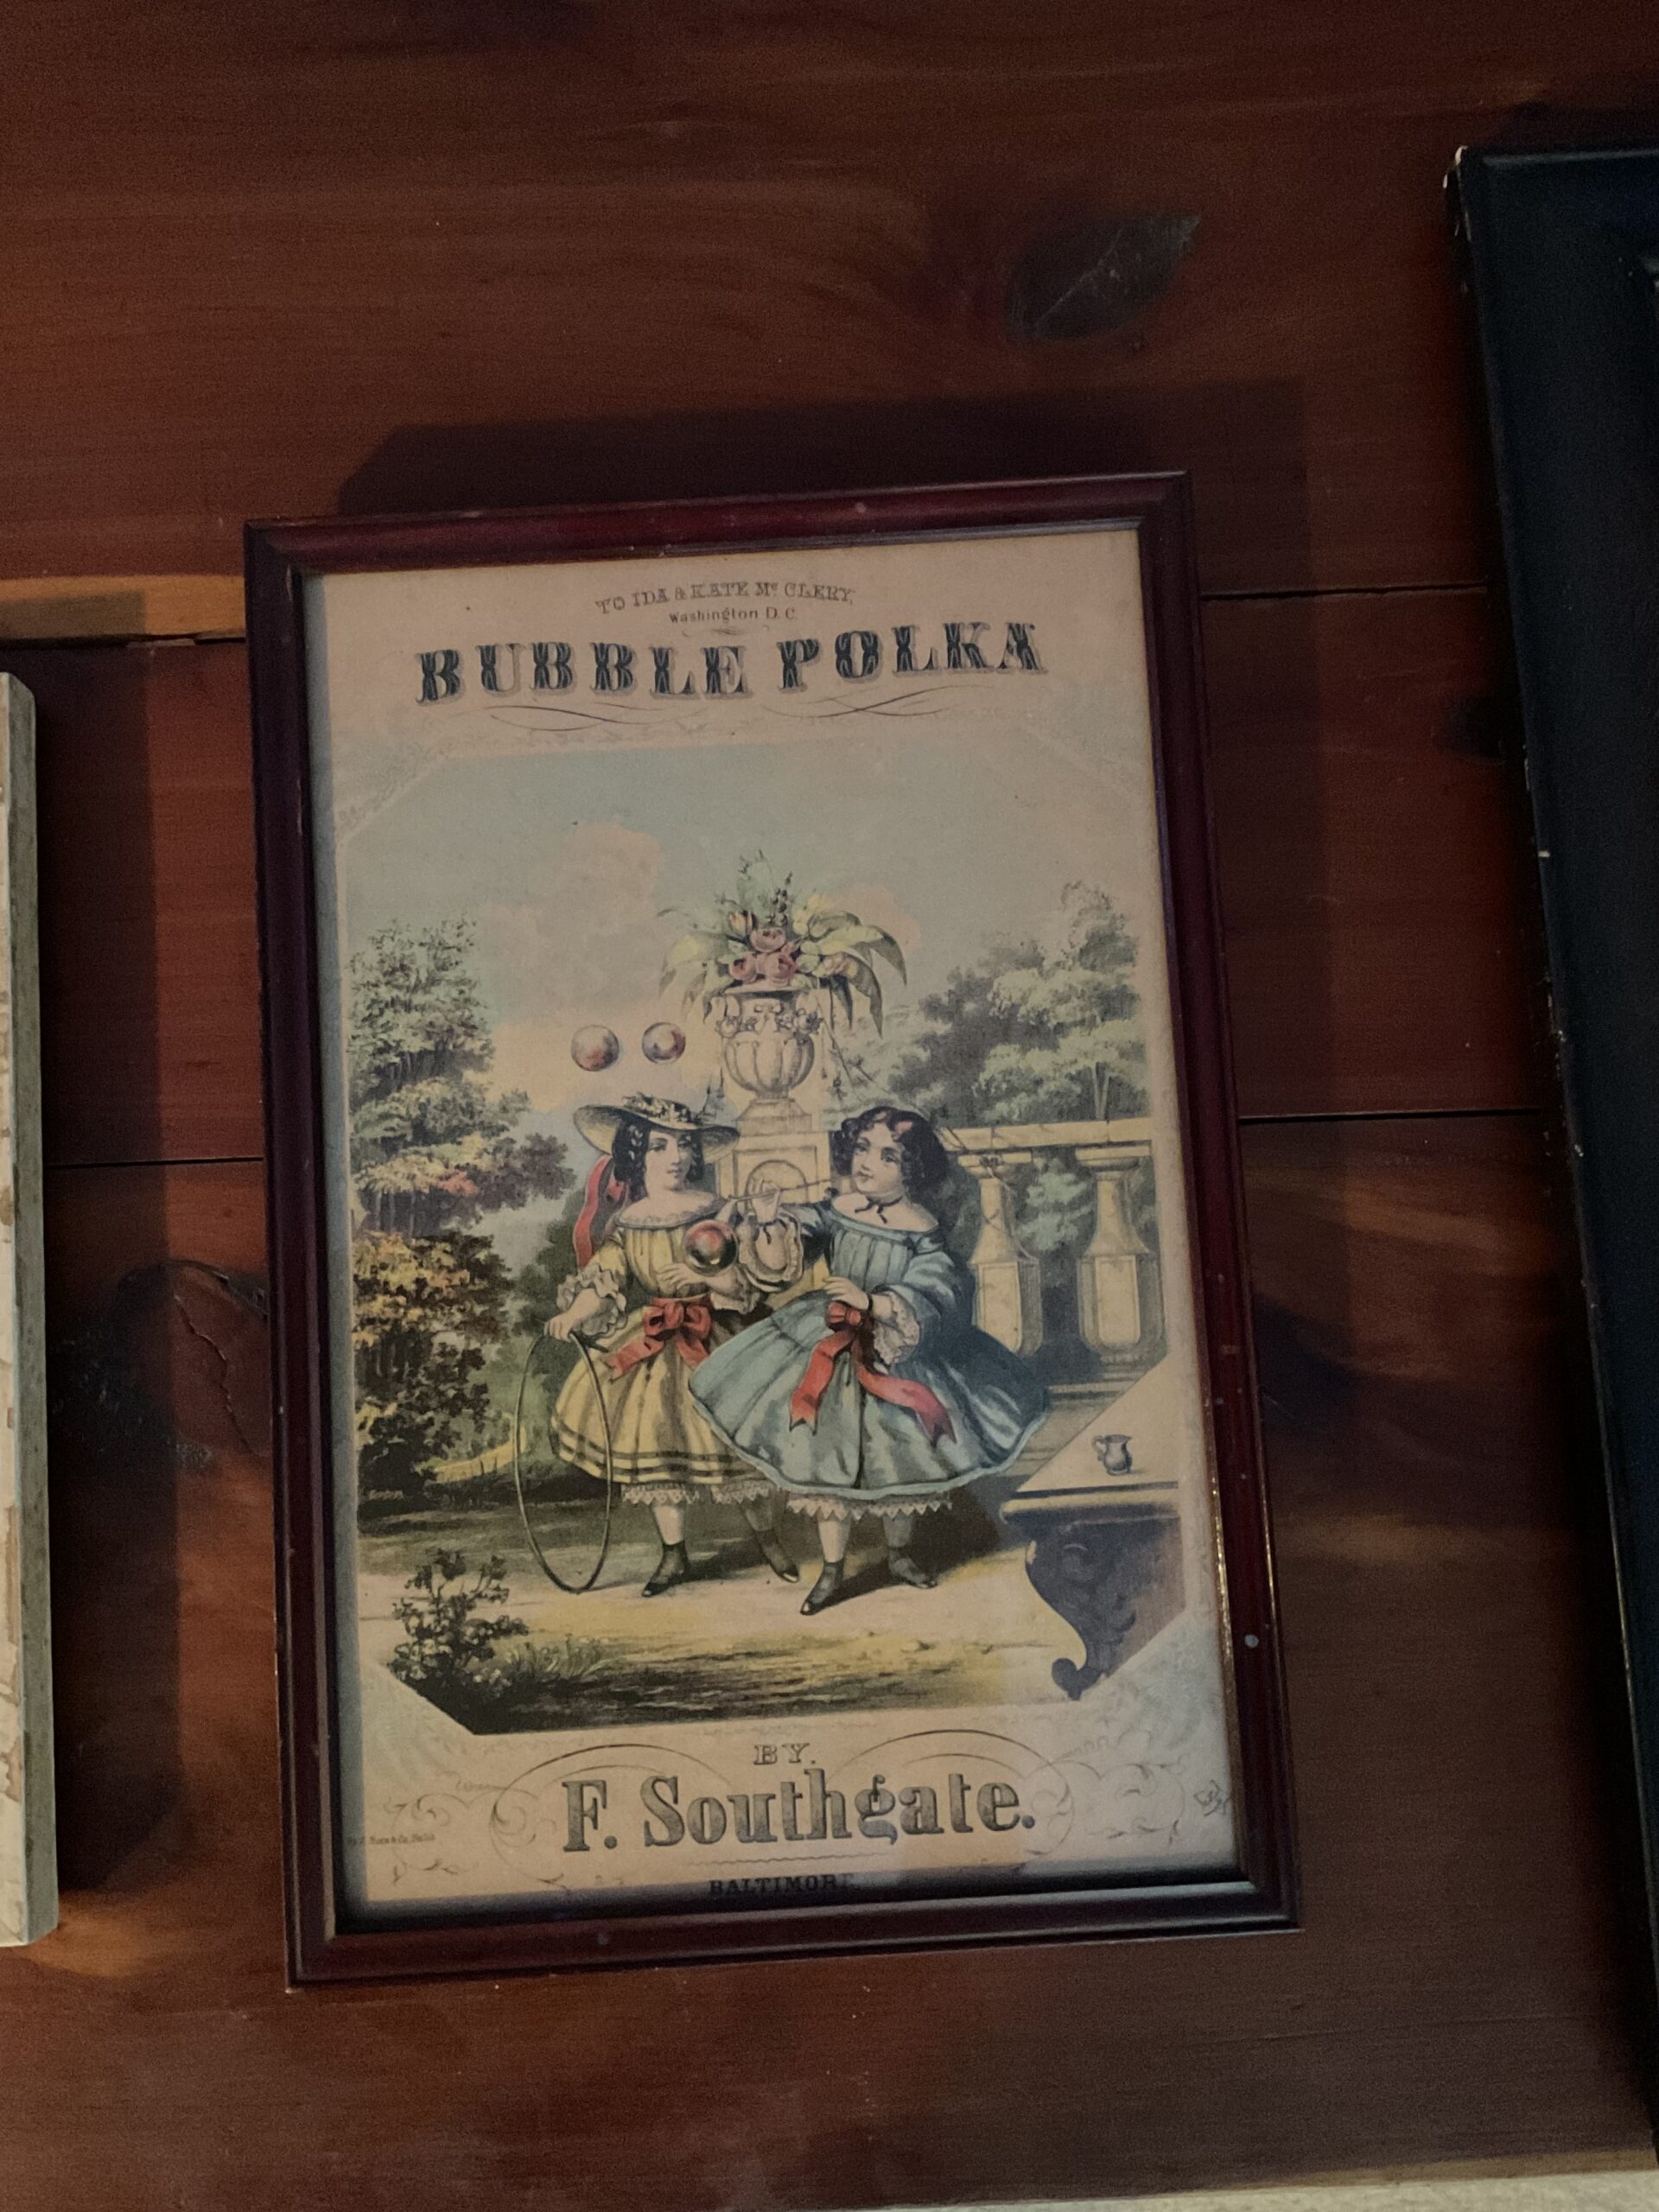 TO IDA & KATE Mc CLERY,
Washington D.C.
BUBBLE POLKA
BY.
F. Southgate.
BALTIMORE.